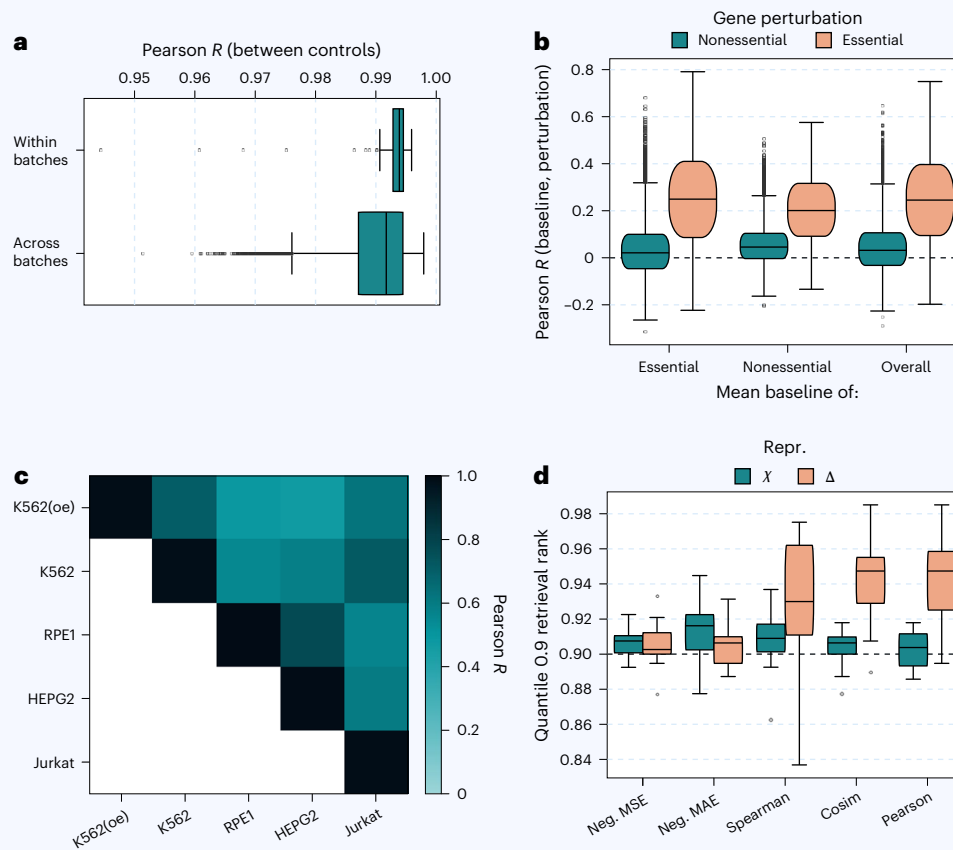 a
Pearson R (between controls)
0.95 0.96 0.97 0.98 0.99 1.00
Within
batches
Across
batches
b
Gene perturbation
Nonessential Essential
Pearson R (baseline, perturbation)
0.8
0.6
0.4
0.2
0
–0.2
Essential Nonessential Overall
Mean baseline of:
c
K562(oe)
K562
RPE1
HEPG2
Jurkat
K562(oe) K562 RPE1 HEPG2 Jurkat
1.0
0.8
0.6
0.4
0.2
0
Pearson R
d
Repr.
χ Δ
Quantile 0.9 retrieval rank
0.98
0.96
0.94
0.92
0.90
0.88
0.86
0.84
Neg. MSE Neg. MAE Spearman Cosim Pearson